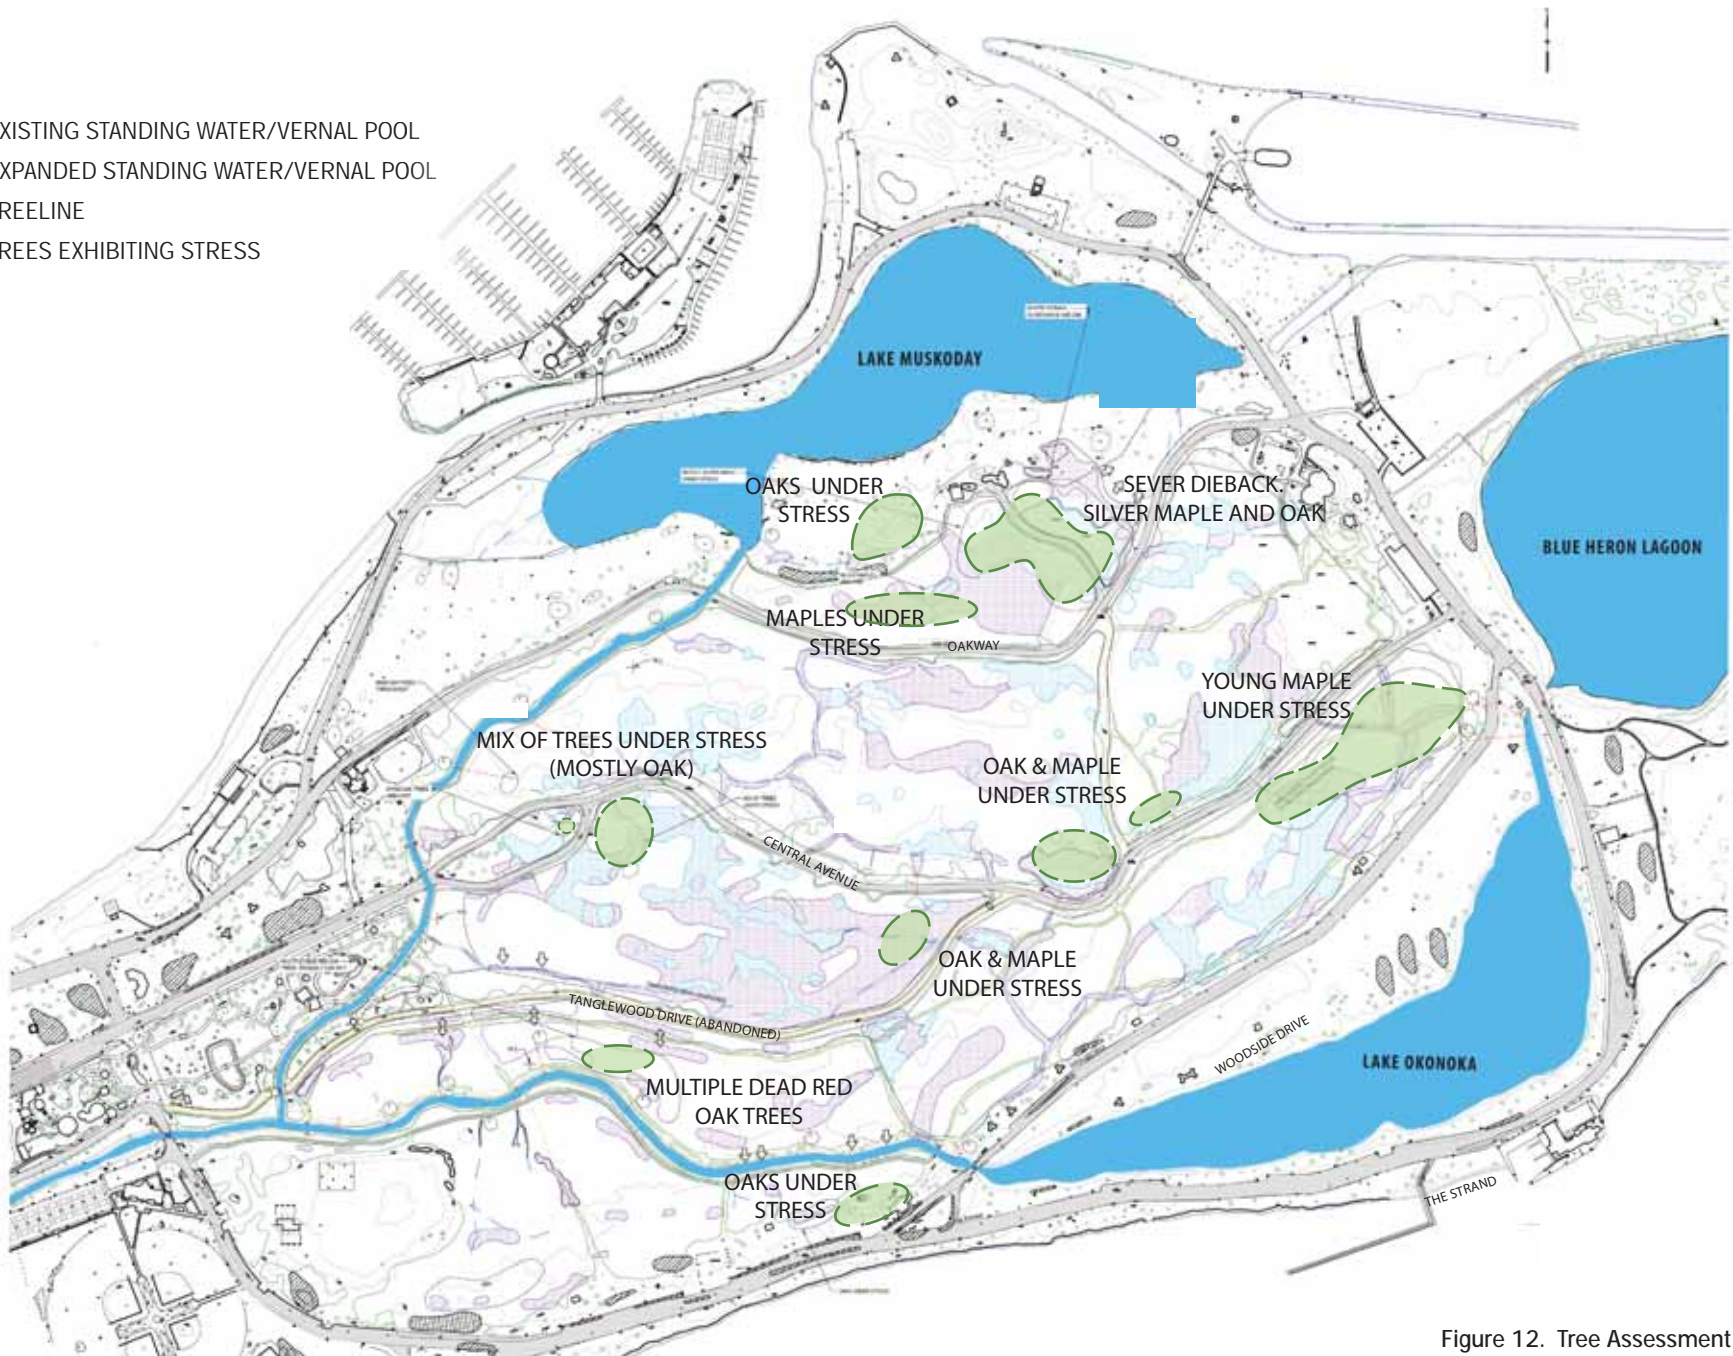 XISTING STANDING WATER/VERNAL POOL
XPANDED STANDING WATER/VERNAL POOL
REELINE
REES EXHIBITING STRESS
LAKE MUSKODAY
OAKS UNDER
STRESS
SEVER DIEBACK.
SILVER MAPLE AND OAK
BLUE HERON LAGOON
MAPLES UNDER
STRESS
OAKWAY
YOUNG MAPLE
UNDER STRESS
MIX OF TREES UNDER STRESS
(MOSTLY OAK)
OAK & MAPLE
UNDER STRESS
CENTRAL AVENUE
OAK & MAPLE
UNDER STRESS
TANGLEWOOD DRIVE (ABANDONED)
WOODSIDE DRIVE
LAKE OKONOKA
MULTIPLE DEAD RED
OAK TREES
OAKS UNDER
STRESS
THE STRAND
Figure 12. Tree Assessment